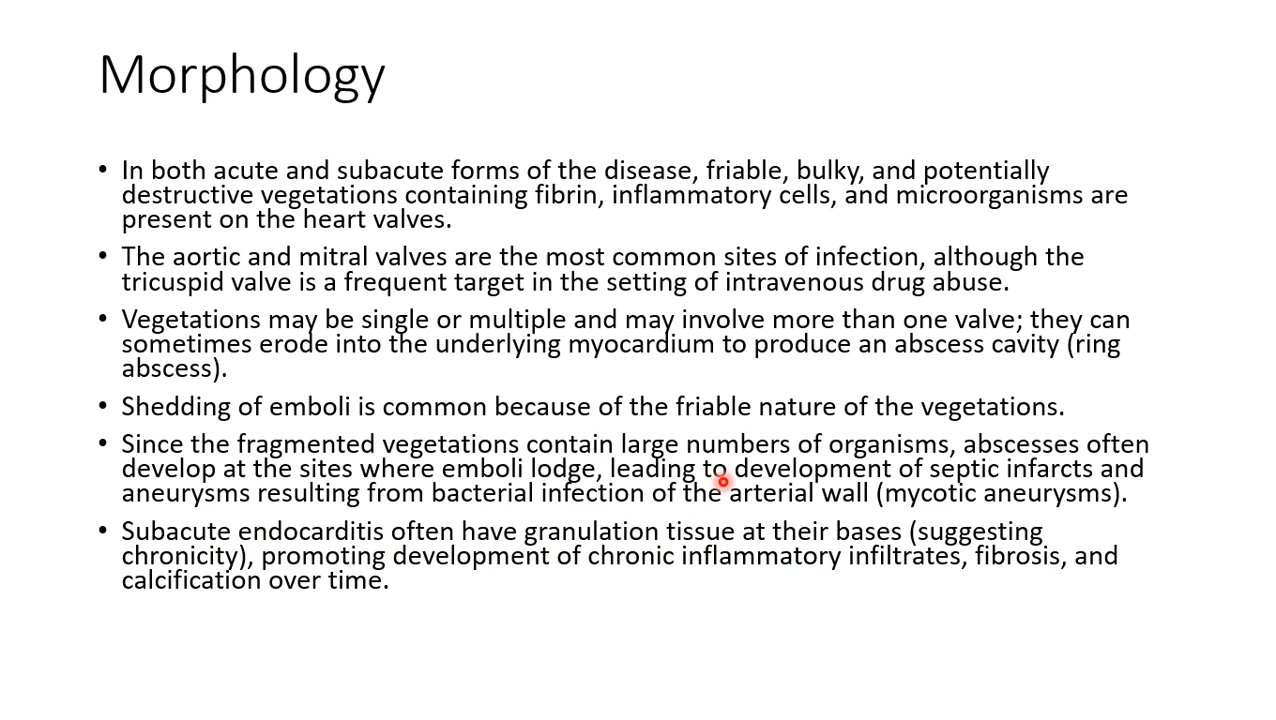 Morphology
• In both acute and subacute forms of the disease, friable, bulky, and potentially
destructive vegetations containing fibrin, inflammatory cells, and microorganisms are
present on the heart valves.
• The aortic and mitral valves are the most common sites of infection, although the
tricuspid valve is a frequent target in the setting of intravenous drug abuse.
• Vegetations may be single or multiple and may involve more than one valve; they can
sometimes erode into the underlying myocardium to produce an abscess cavity (ring
abscess).
• Shedding of emboli is common because of the friable nature of the vegetations.
• Since the fragmented vegetations contain large numbers of organisms, abscesses often
develop at the sites where emboli lodge, leading to development of septic infarcts and
aneurysms resulting from bacterial infection of the arterial wall (mycotic aneurysms).
• Subacute endocarditis often have granulation tissue at their bases (suggesting
chronicity), promoting development of chronic inflammatory infiltrates, fibrosis, and
calcification over time.